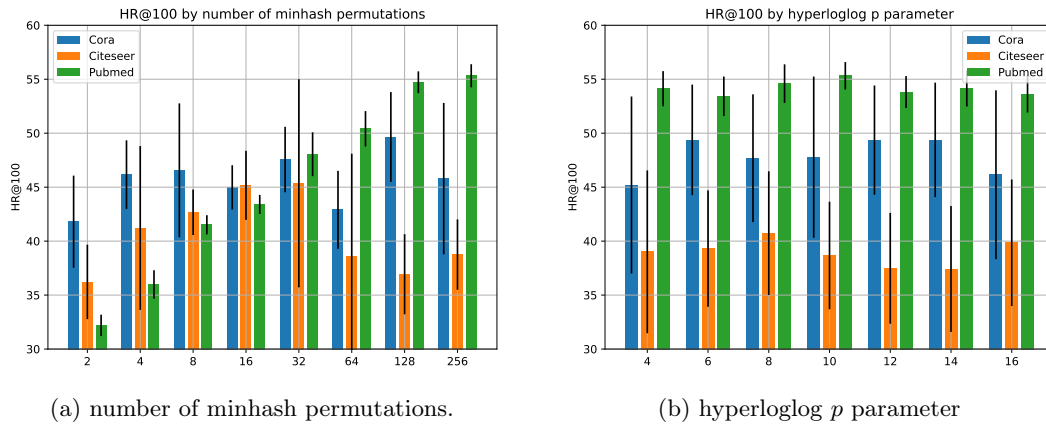 HR@100 by number of minhash permutations
60
55
50
45
40
35
30
HR@100
Cora
Citeseer
Pubmed
2 4 8 16 32 64 128 256
(a) number of minhash permutations.
HR@100 by hyperloglog p parameter
60
55
50
45
40
35
30
HR@100
Cora
Citeseer
Pubmed
4 6 8 10 12 14 16
(b) hyperloglog p parameter